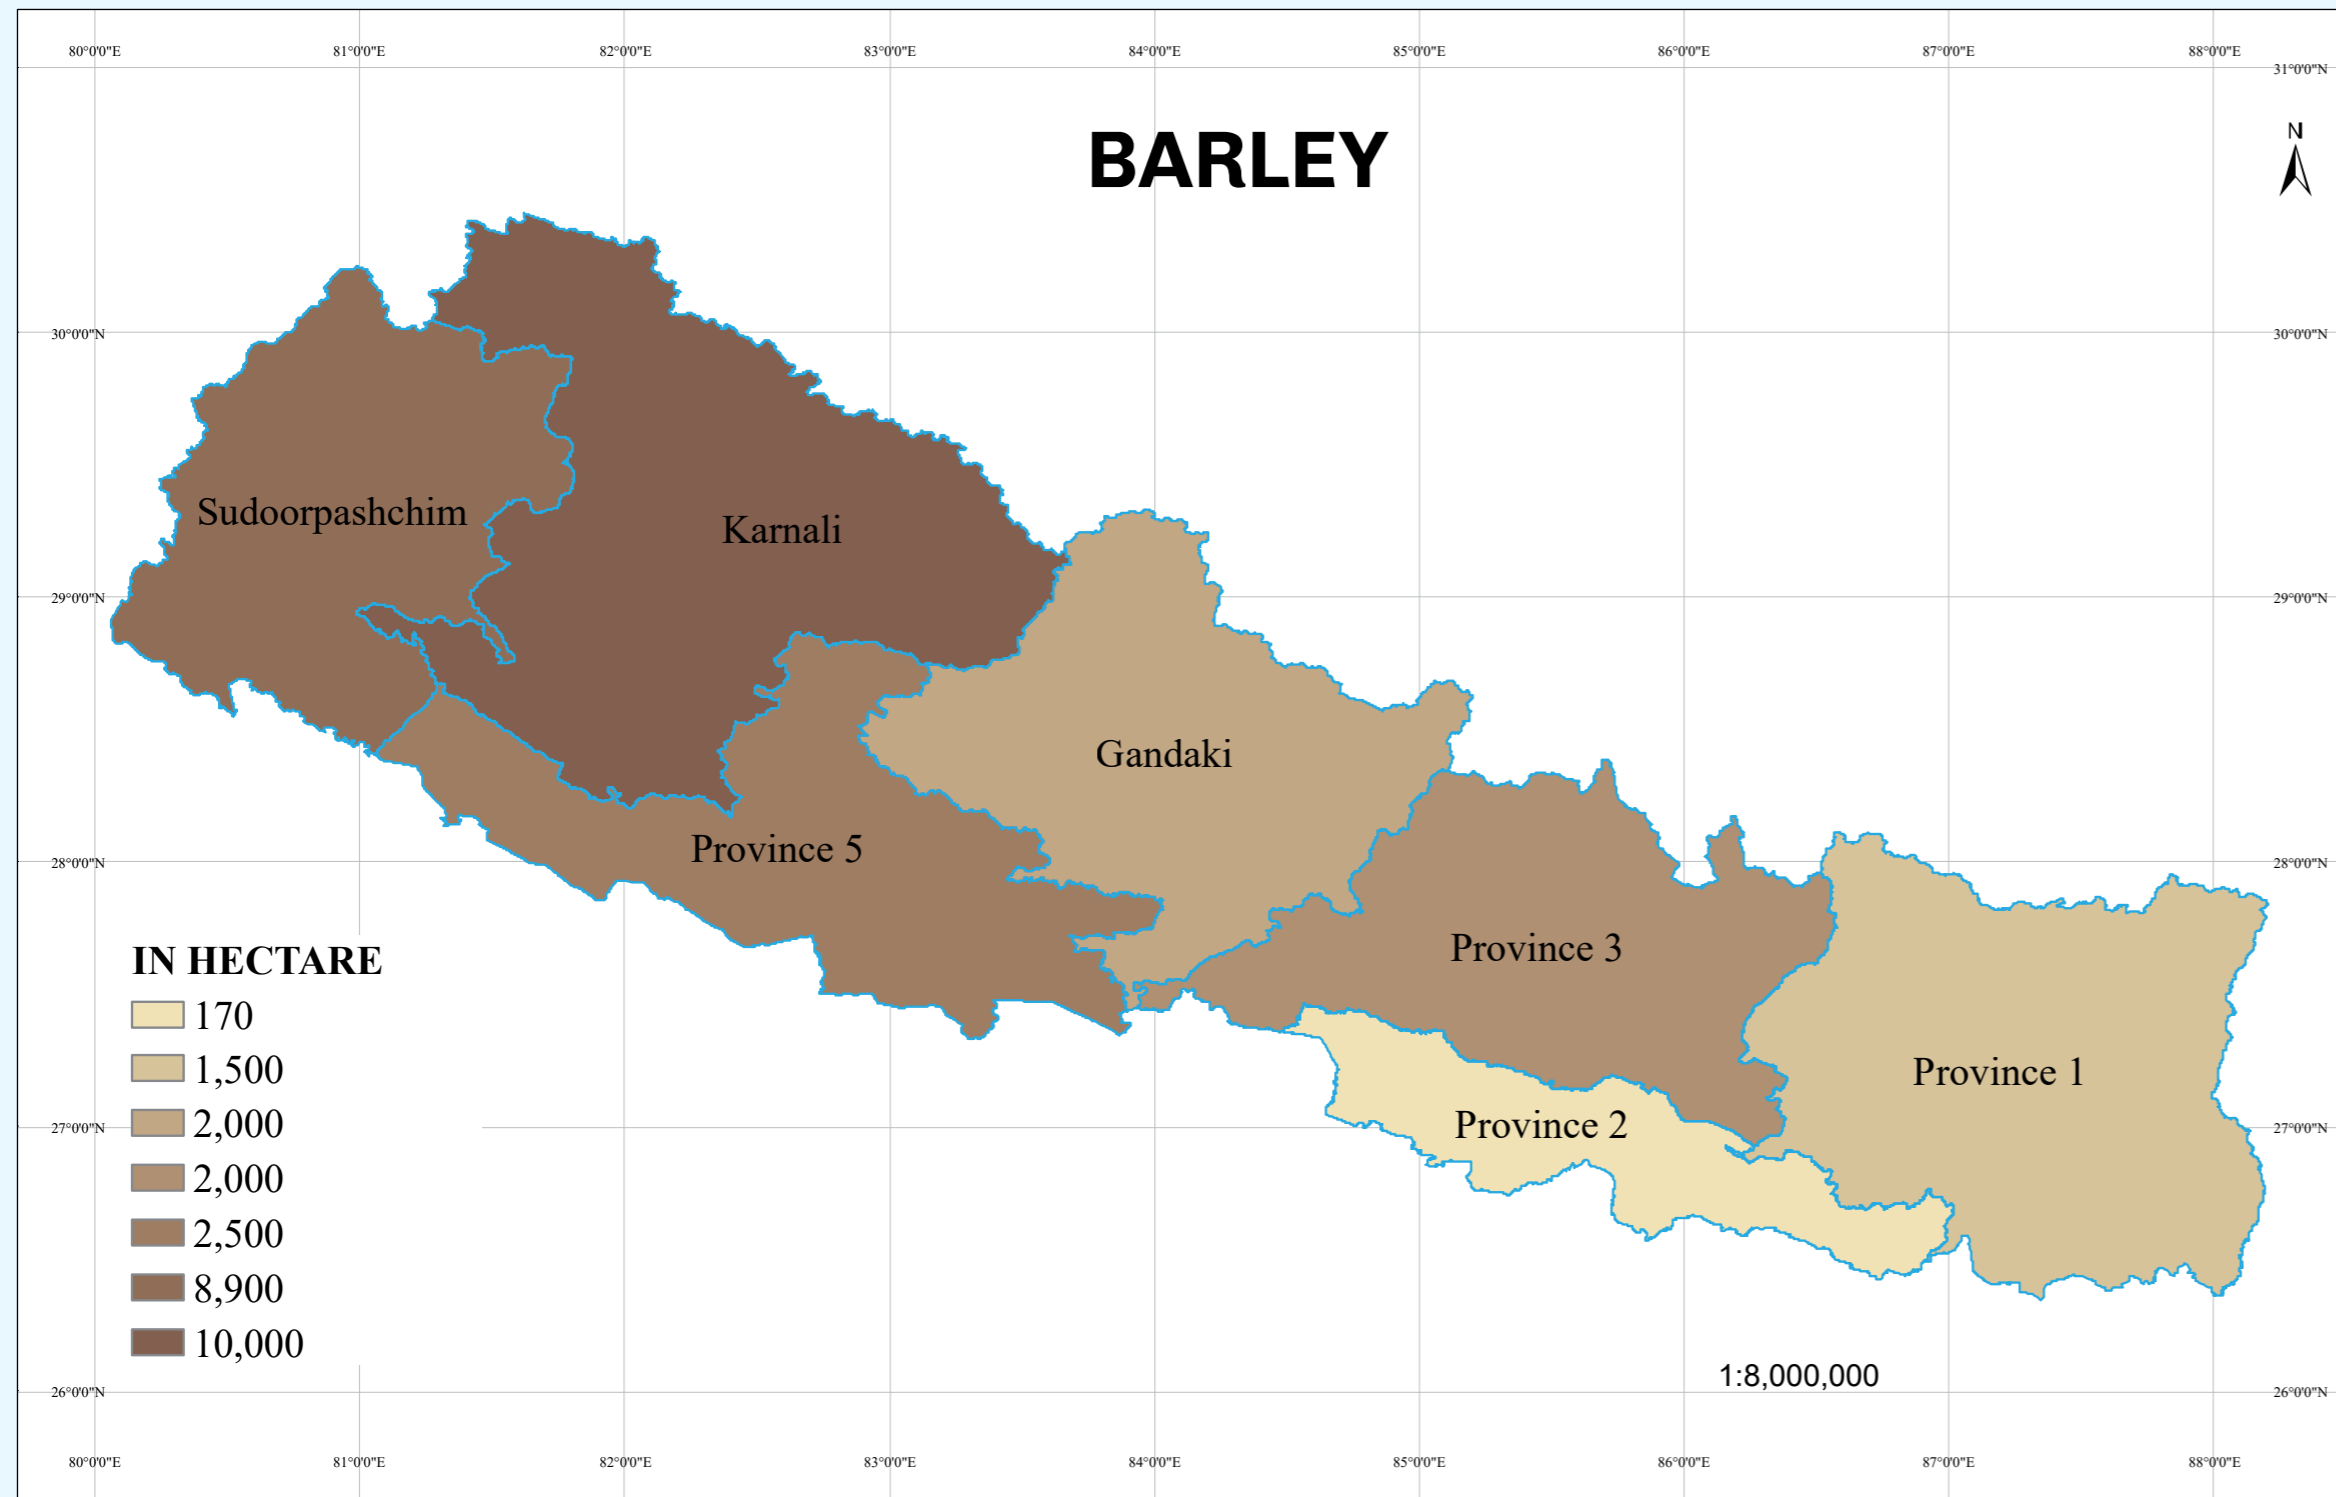 80°0'0"E 81°0'0"E 82°0'0"E 83°0'0"E 84°0'0"E 85°0'0"E 86°0'0"E 87°0'0"E 88°0'0"E
31°0'0"N
N
BARLEY
30°0'0"N 30°0'0"N
Sudoorpashchim
Karnali
29°0'0"N 29°0'0"N
Gandaki
Province 5
28°0'0"N 28°0'0"N
Province 3
IN HECTARE
170
1,500
2,000
2,000
2,500
8,900
10,000
Province 1
Province 2
27°0'0"N 27°0'0"N
1:8,000,000
26°0'0"N 26°0'0"N
80°0'0"E 81°0'0"E 82°0'0"E 83°0'0"E 84°0'0"E 85°0'0"E 86°0'0"E 87°0'0"E 88°0'0"E